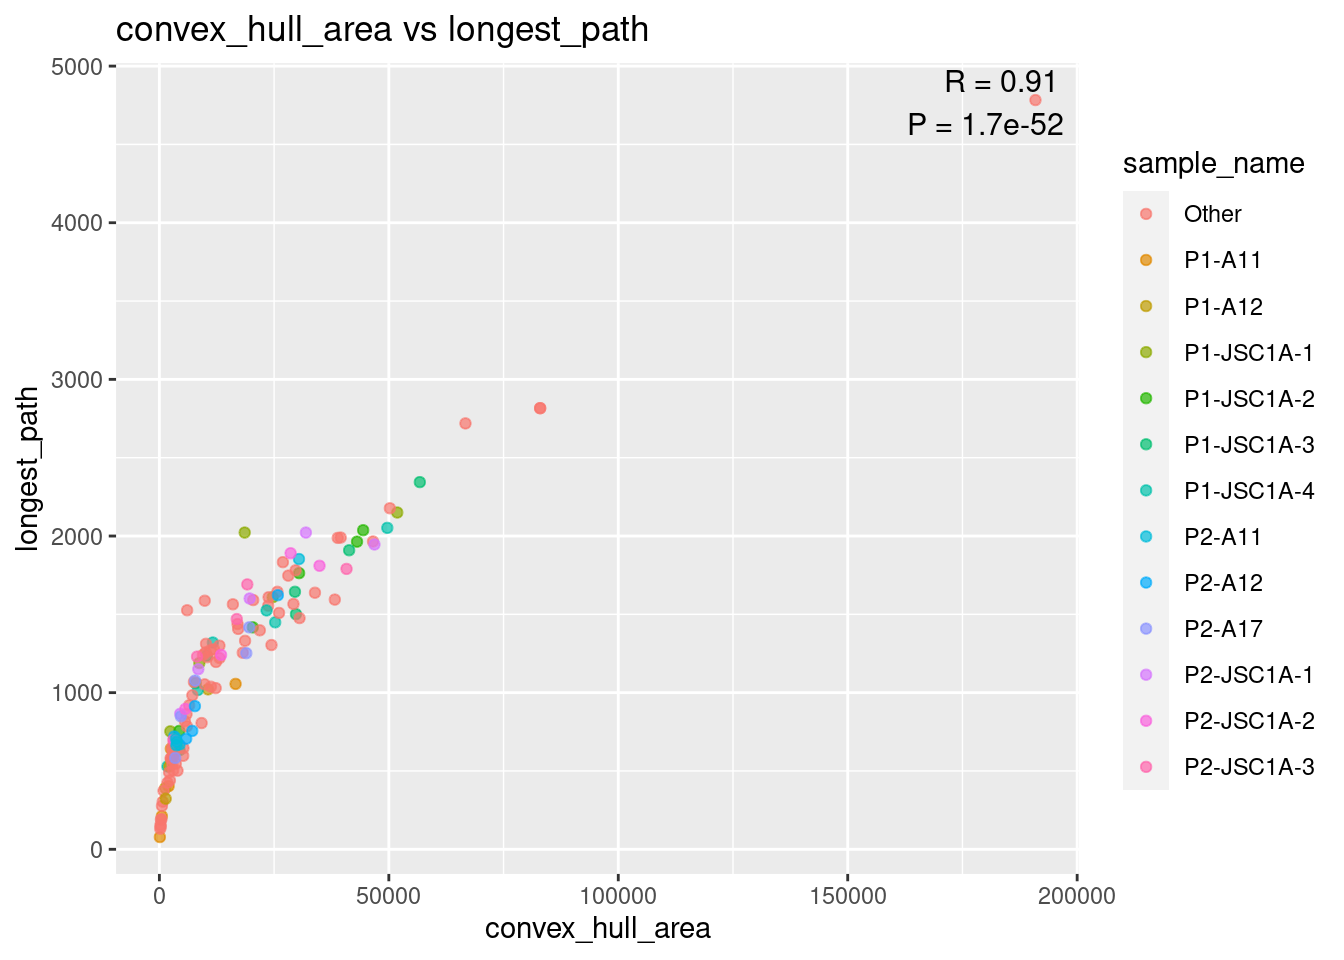 convex_hull_area vs longest_path
R = 0.91
P = 1.7e-52
5000
4000
3000
2000
1000
0
longest_path
0
50000
100000
150000
200000
convex_hull_area
sample_name
Other
P1-A11
P1-A12
P1-JSC1A-1
P1-JSC1A-2
P1-JSC1A-3
P1-JSC1A-4
P2-A11
P2-A12
P2-A17
P2-JSC1A-1
P2-JSC1A-2
P2-JSC1A-3